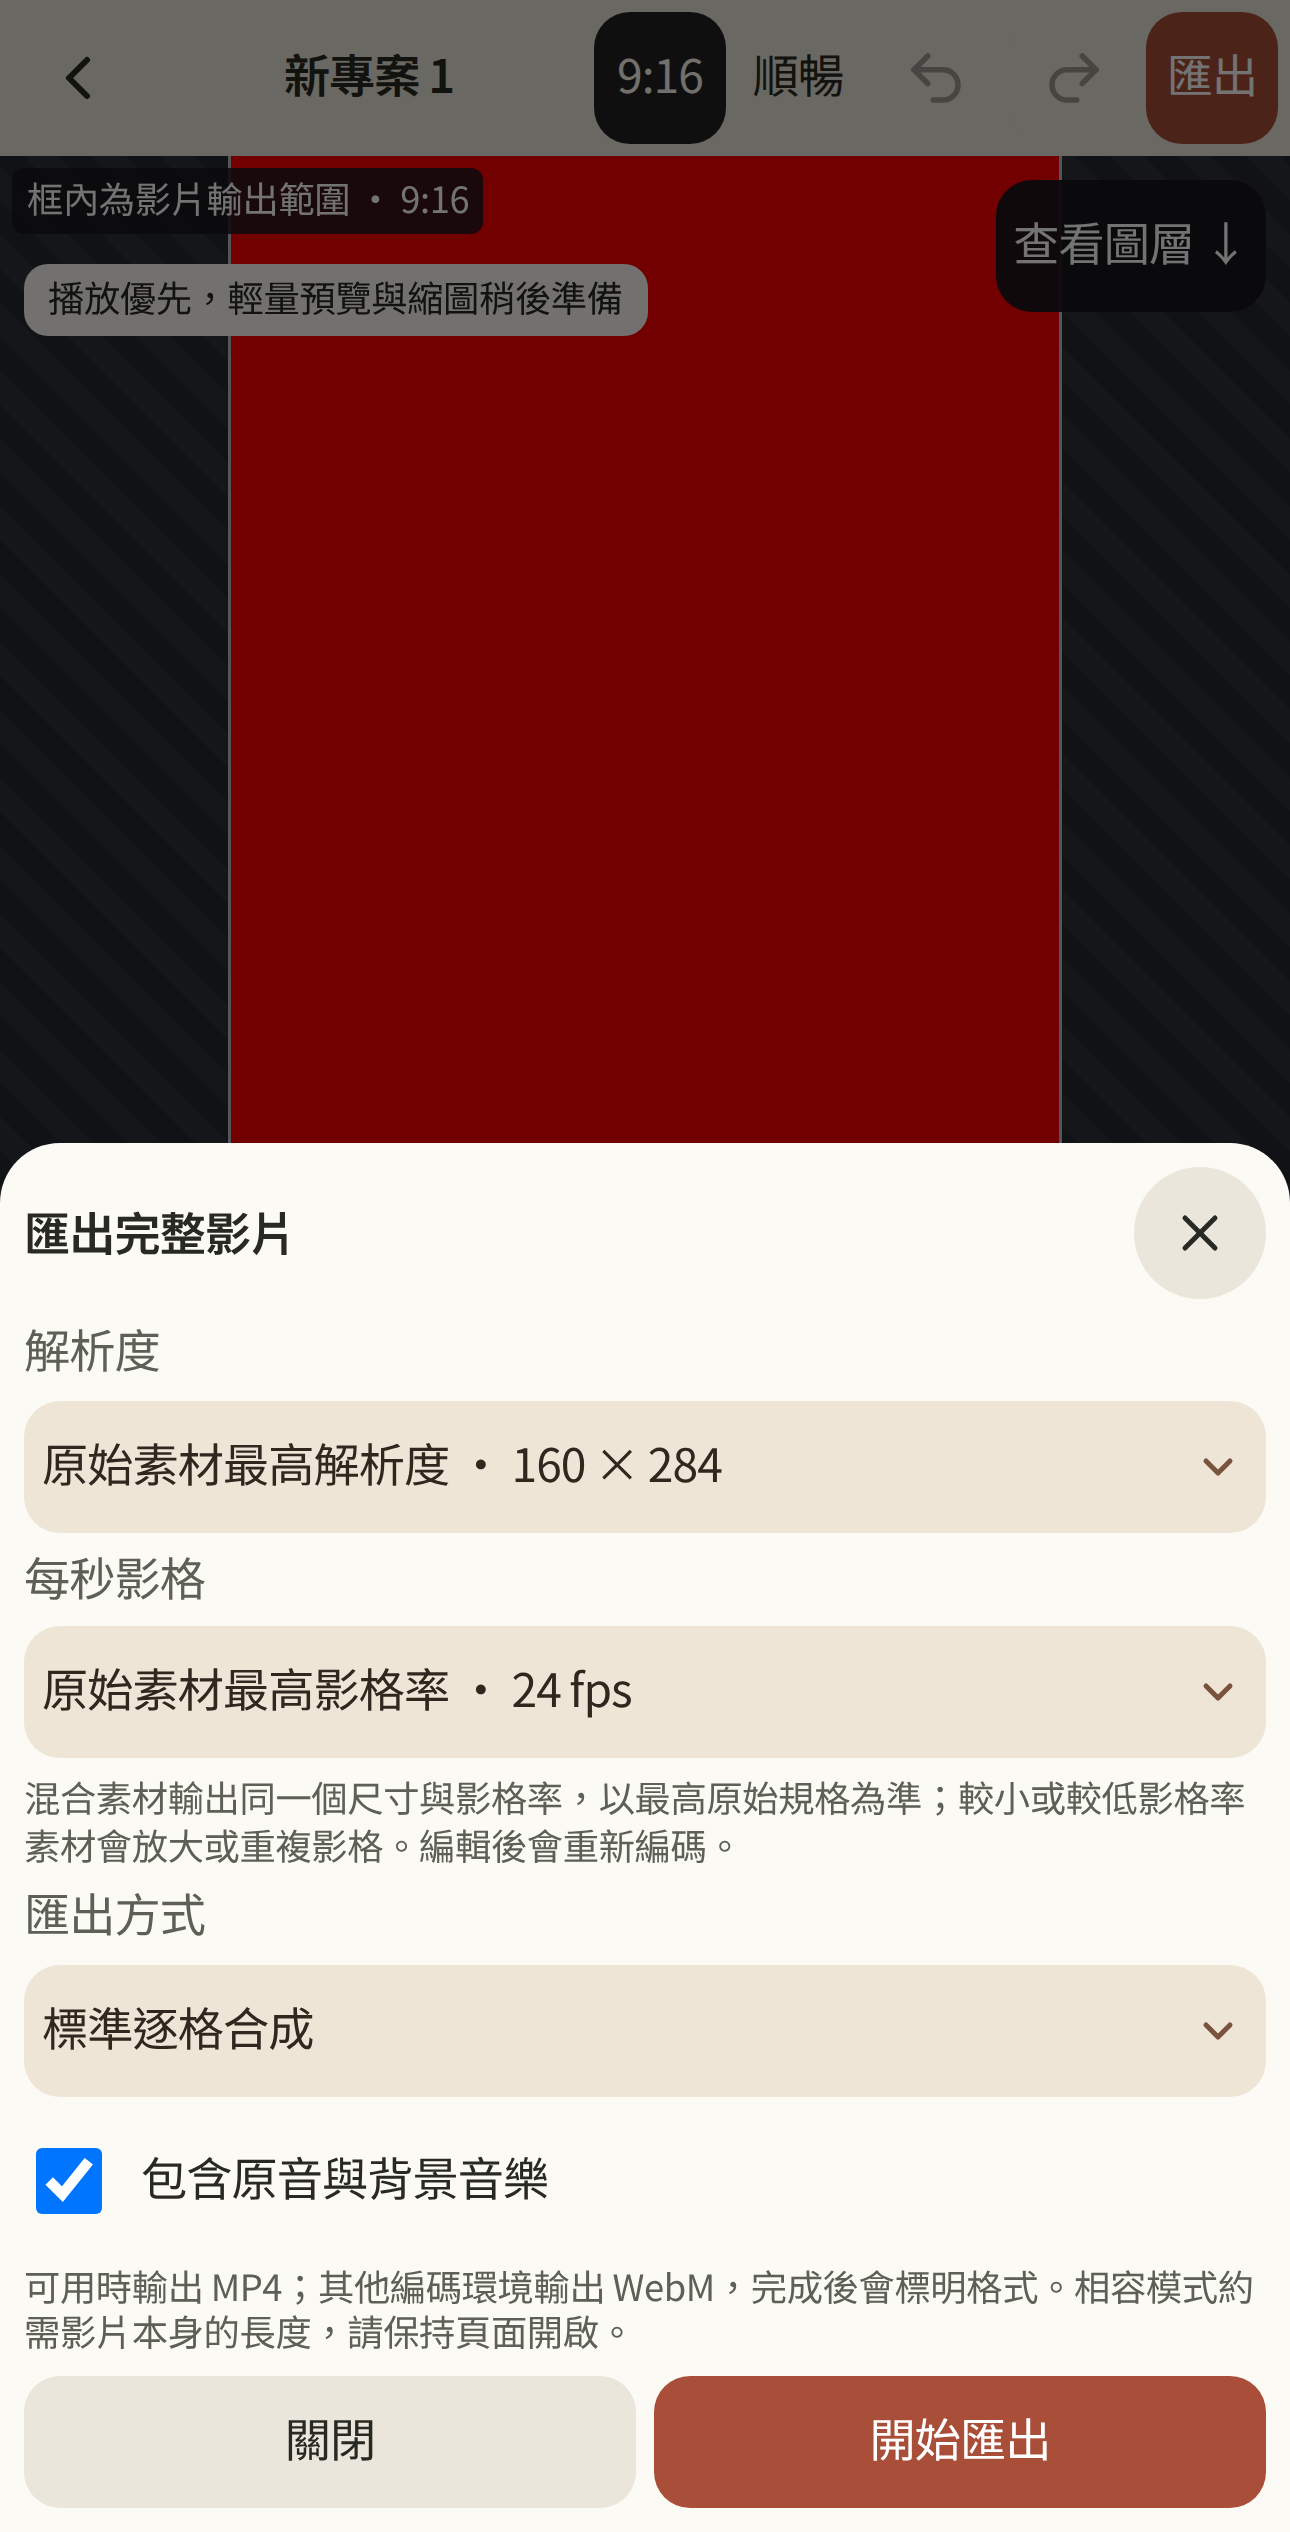 新專案 1
9:16
順暢
匯出
框內為影片輸出範圍 · 9:16
查看圖層 ↓
播放優先，輕量預覽與縮圖稍後準備
匯出完整影片
解析度
原始素材最高解析度 · 160 × 284
每秒影格
原始素材最高影格率 · 24 fps
混合素材輸出同一個尺寸與影格率，以最高原始規格為準；較小或較低影格率
素材會放大或重複影格。編輯後會重新編碼。
匯出方式
標準逐格合成
包含原音與背景音樂
可用時輸出 MP4；其他編碼環境輸出 WebM，完成後會標明格式。相容模式約
需影片本身的長度，請保持頁面開啟。
關閉
開始匯出